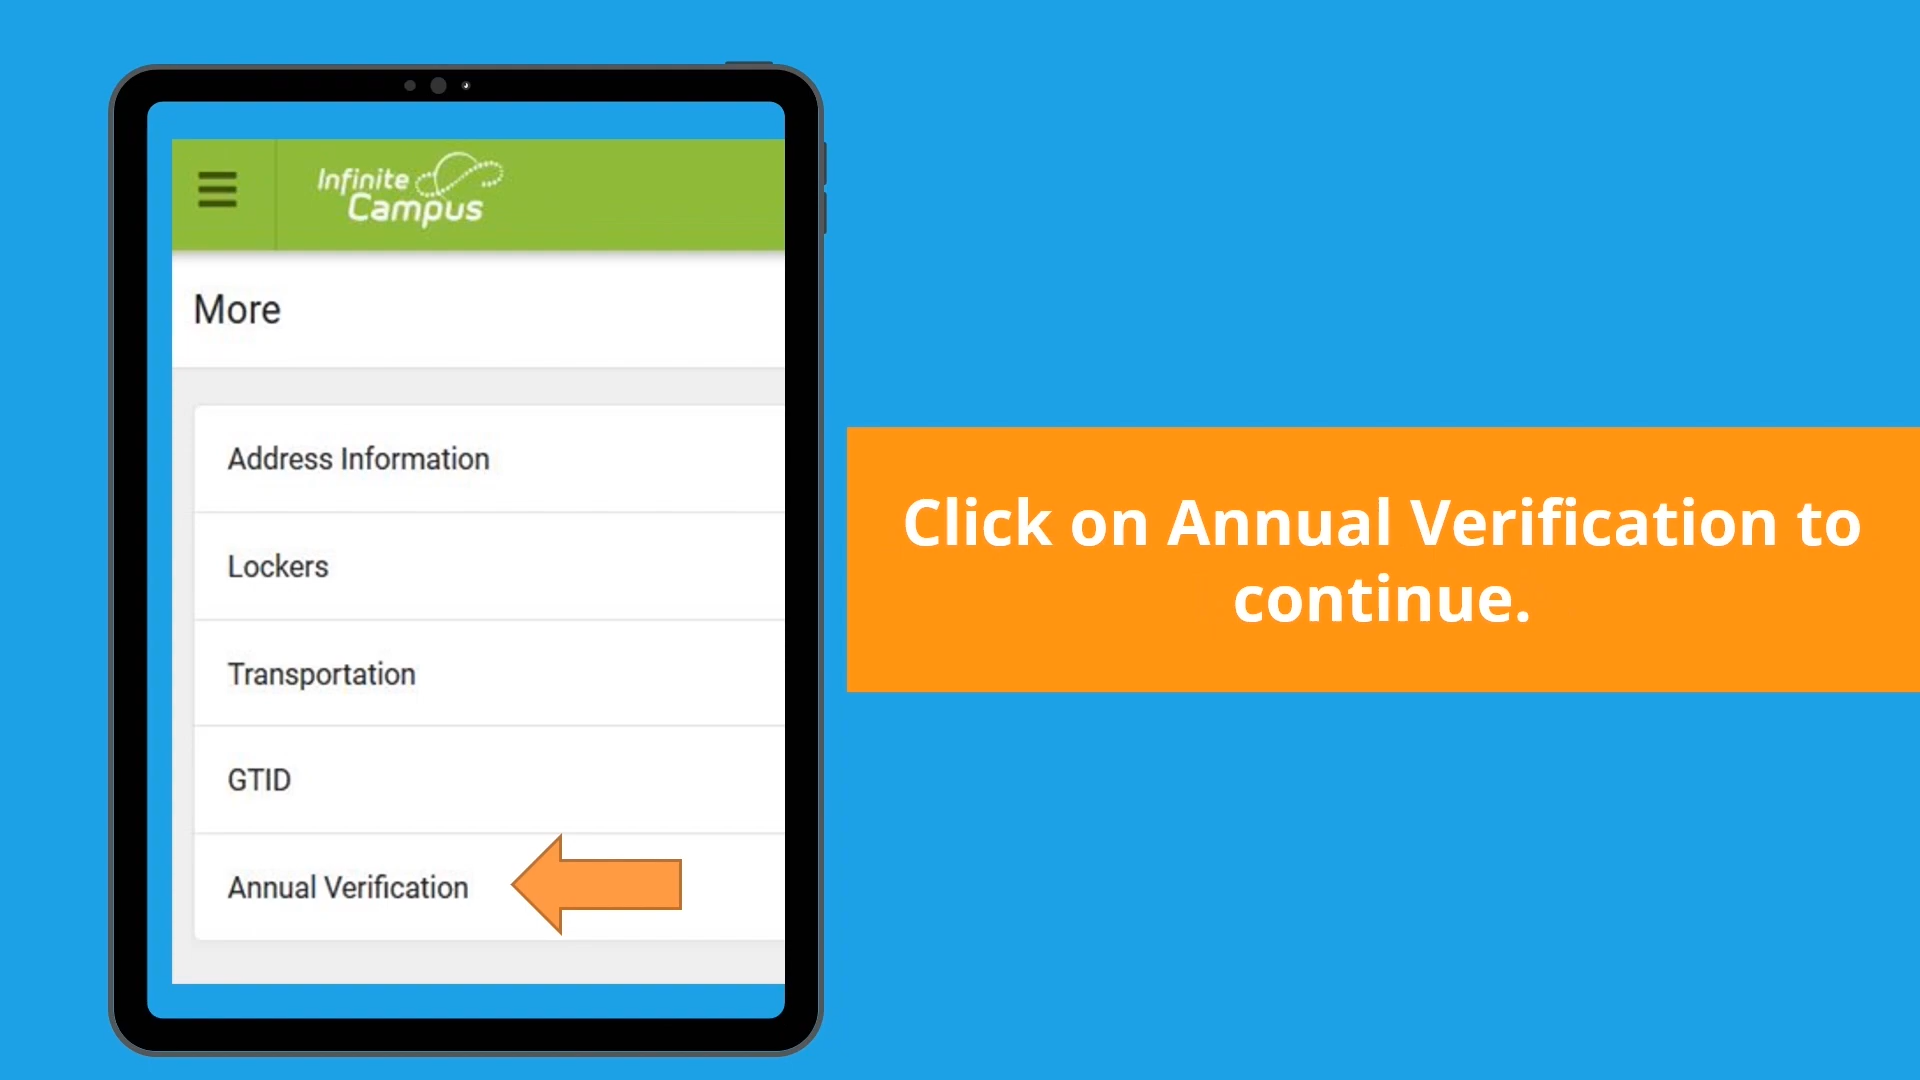 Infinite
Campus
More
Address Information
Lockers
Transportation
GTID
Annual Verification
Click on Annual Verification to
continue.